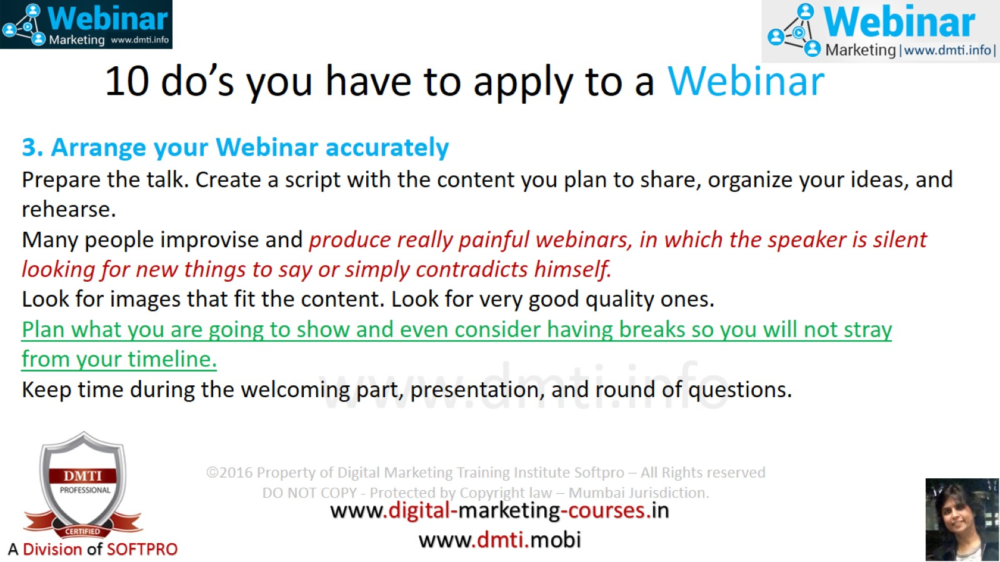 Webinar
Marketing www.dmti.info
Webinar
Marketing|www.dmti.info|
10 do’s you have to apply to a Webinar
3. Arrange your Webinar accurately
Prepare the talk. Create a script with the content you plan to share, organize your ideas, and
rehearse.
Many people improvise and produce really painful webinars, in which the speaker is silent
looking for new things to say or simply contradicts himself.
Look for images that fit the content. Look for very good quality ones.
Plan what you are going to show and even consider having breaks so you will not stray
from your timeline.
Keep time during the welcoming part, presentation, and round of questions.
www.dmti.info
DMTI
PROFESSIONAL
CERTIFIED
A Division of SOFTPRO
©2016 Property of Digital Marketing Training Institute Softpro – All Rights reserved
DO NOT COPY - Protected by Copyright law – Mumbai Jurisdiction.
www.digital-marketing-courses.in
www.dmti.mobi